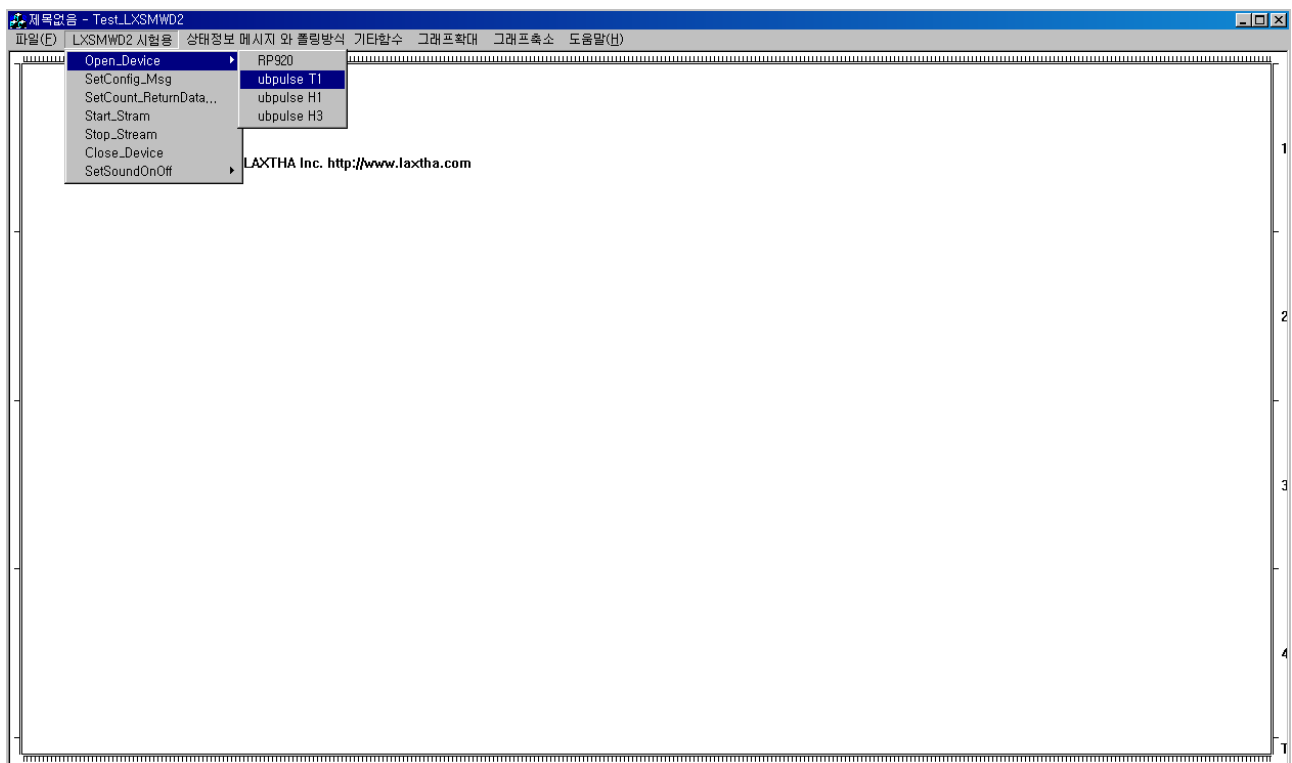 제목없음 - Test_LXSMWD2
파일(F) LXSMWD2 시험용 상태정보 메시지 와 폴링방식 기타함수 그래프확대 그래프축소 도움말(H)
Open_Device
SetConfig_Msg
SetCount_ReturnData...
Start_Stram
Stop_Stream
Close_Device
SetSoundOnOff
RP920
ubpulse T1
ubpulse H1
ubpulse H3
LAXTHA Inc. http://www.laxtha.com
1
2
3
4
T